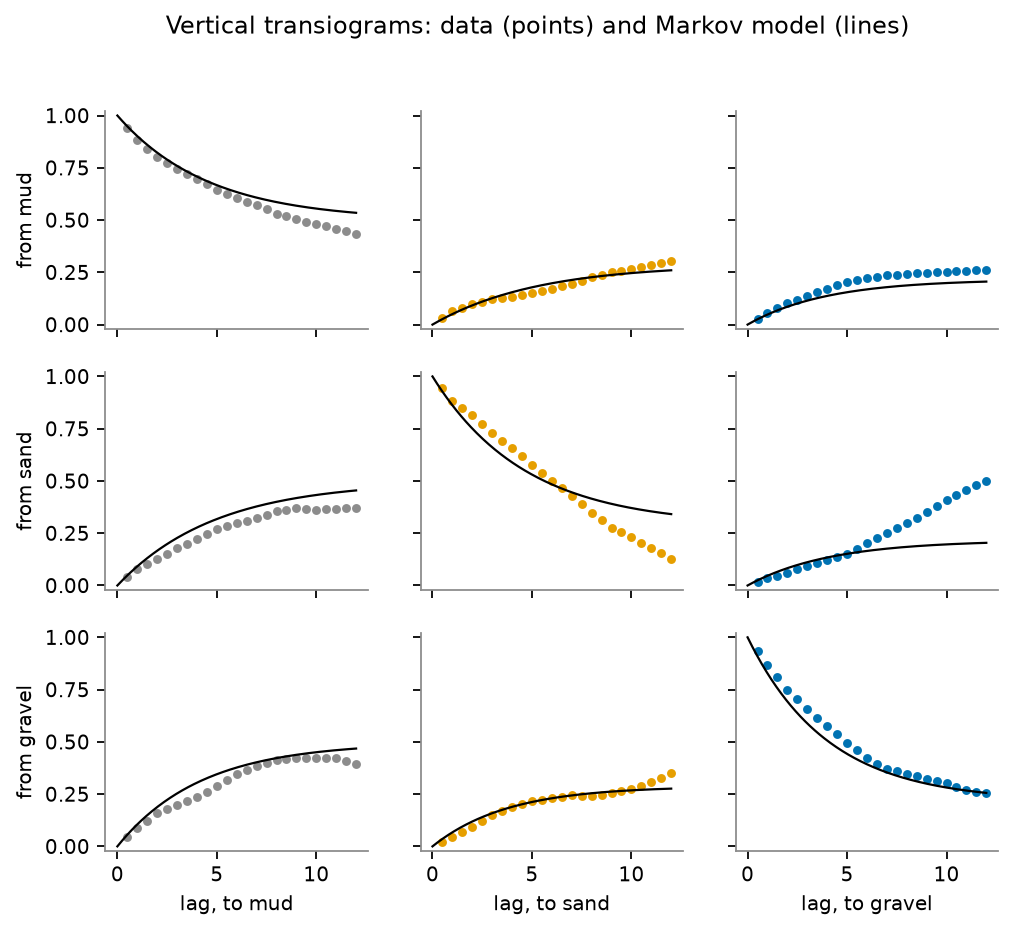 Vertical transiograms: data (points) and Markov model (lines)
from mud
1.00
0.75
0.50
0.25
0.00
from sand
1.00
0.75
0.50
0.25
0.00
from gravel
1.00
0.75
0.50
0.25
0.00
0 5 10
0 5 10
0 5 10
lag, to mud
lag, to sand
lag, to gravel